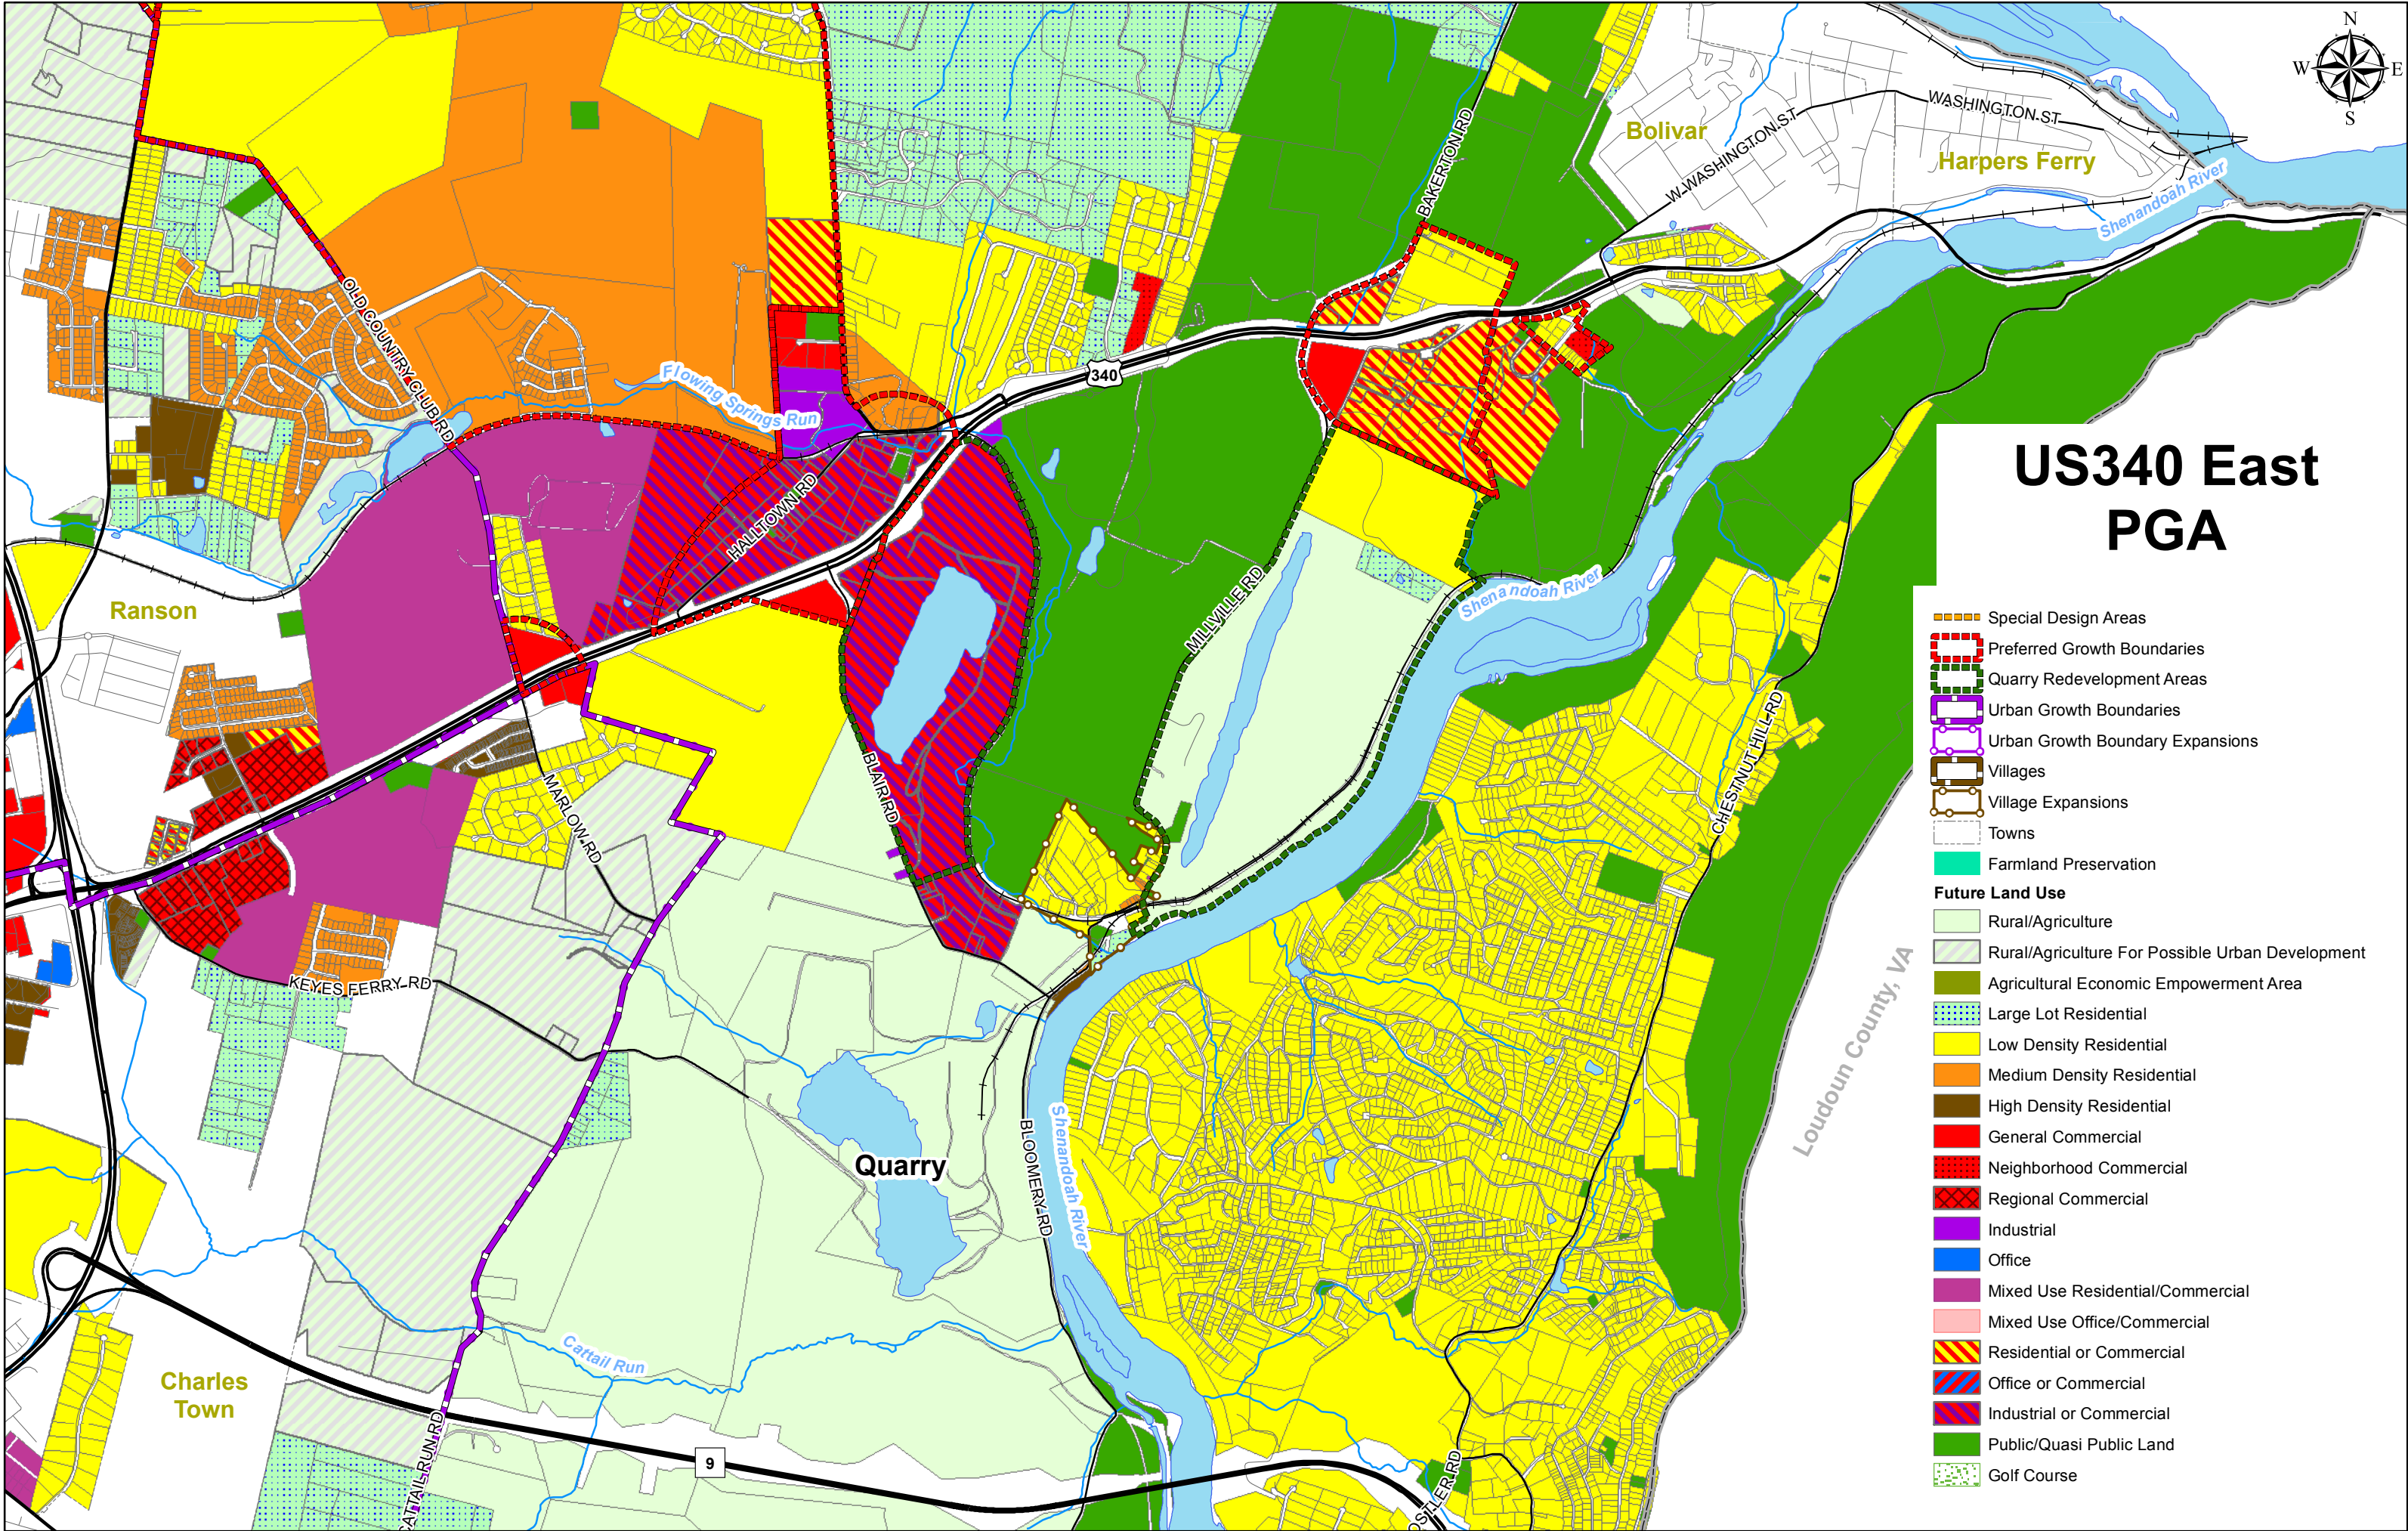 N
W E
S
WASHINGTON ST
Bolivar
W WASHINGTON ST
Harpers Ferry
BAKERTON RD
Shenandoah River
OLD COUNTRY CLUB RD
340
Flowing Springs Run
US340 East
PGA
HALLTOWN RD
Ranson
Shenandoah River
MILLVILLE RD
CHESTNUT HILL RD
BLAIR RD
MARLOW RD
KEYES FERRY RD
Loudoun County, VA
Quarry
BLOOMERY RD
Shenandoah River
Cattail Run
Charles
Town
CATTAIL RUN RD
9
OSTLER RD
Special Design Areas
Preferred Growth Boundaries
Quarry Redevelopment Areas
Urban Growth Boundaries
Urban Growth Boundary Expansions
Villages
Village Expansions
Towns
Farmland Preservation
Future Land Use
Rural/Agriculture
Rural/Agriculture For Possible Urban Development
Agricultural Economic Empowerment Area
Large Lot Residential
Low Density Residential
Medium Density Residential
High Density Residential
General Commercial
Neighborhood Commercial
Regional Commercial
Industrial
Office
Mixed Use Residential/Commercial
Mixed Use Office/Commercial
Residential or Commercial
Office or Commercial
Industrial or Commercial
Public/Quasi Public Land
Golf Course